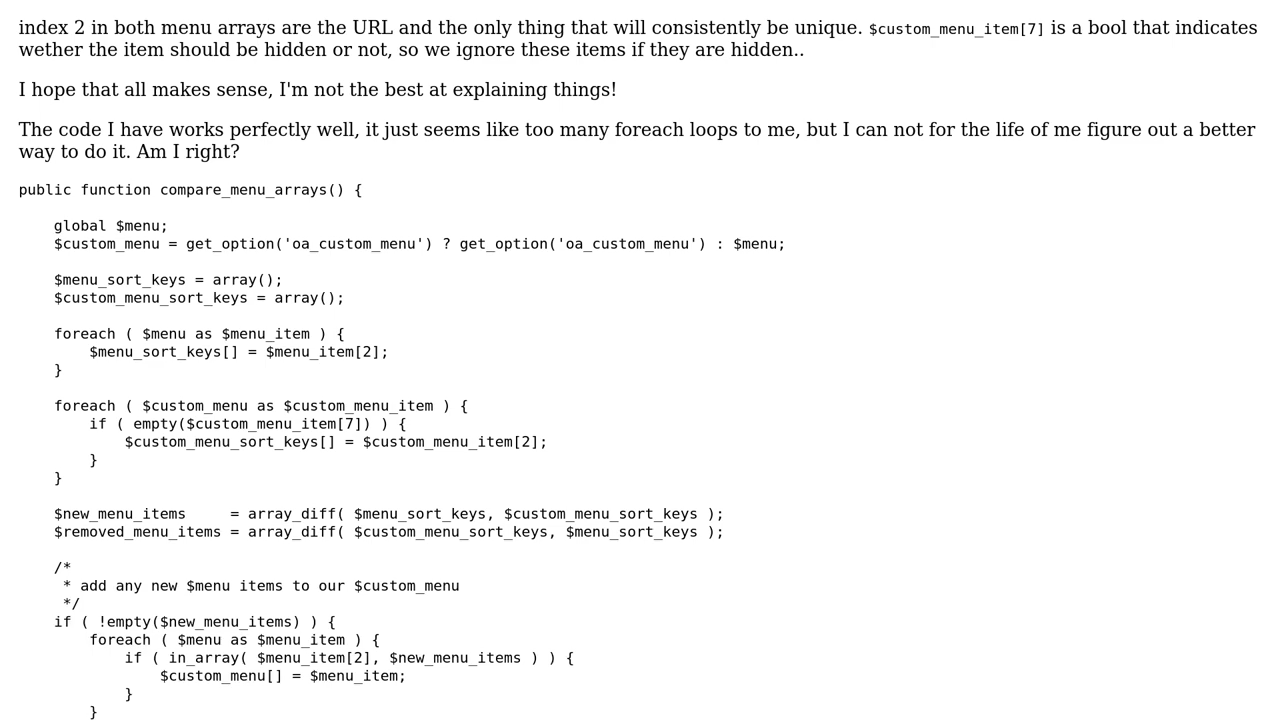 index 2 in both menu arrays are the URL and the only thing that will consistently be unique. $custom_menu_item[7] is a bool that indicates
wether the item should be hidden or not, so we ignore these items if they are hidden..
I hope that all makes sense, I'm not the best at explaining things!
The code I have works perfectly well, it just seems like too many foreach loops to me, but I can not for the life of me figure out a better
way to do it. Am I right?
public function compare_menu_arrays() {
    global $menu;
    $custom_menu = get_option('oa_custom_menu') ? get_option('oa_custom_menu') : $menu;
    $menu_sort_keys = array();
    $custom_menu_sort_keys = array();
    foreach ( $menu as $menu_item ) {
        $menu_sort_keys[] = $menu_item[2];
    }
    foreach ( $custom_menu as $custom_menu_item ) {
        if ( empty($custom_menu_item[7]) ) {
            $custom_menu_sort_keys[] = $custom_menu_item[2];
        }
    }
    $new_menu_items     = array_diff( $menu_sort_keys, $custom_menu_sort_keys );
    $removed_menu_items = array_diff( $custom_menu_sort_keys, $menu_sort_keys );
    /*
     * add any new $menu items to our $custom_menu
     */
    if ( !empty($new_menu_items) ) {
        foreach ( $menu as $menu_item ) {
            if ( in_array( $menu_item[2], $new_menu_items ) ) {
                $custom_menu[] = $menu_item;
            }
        }